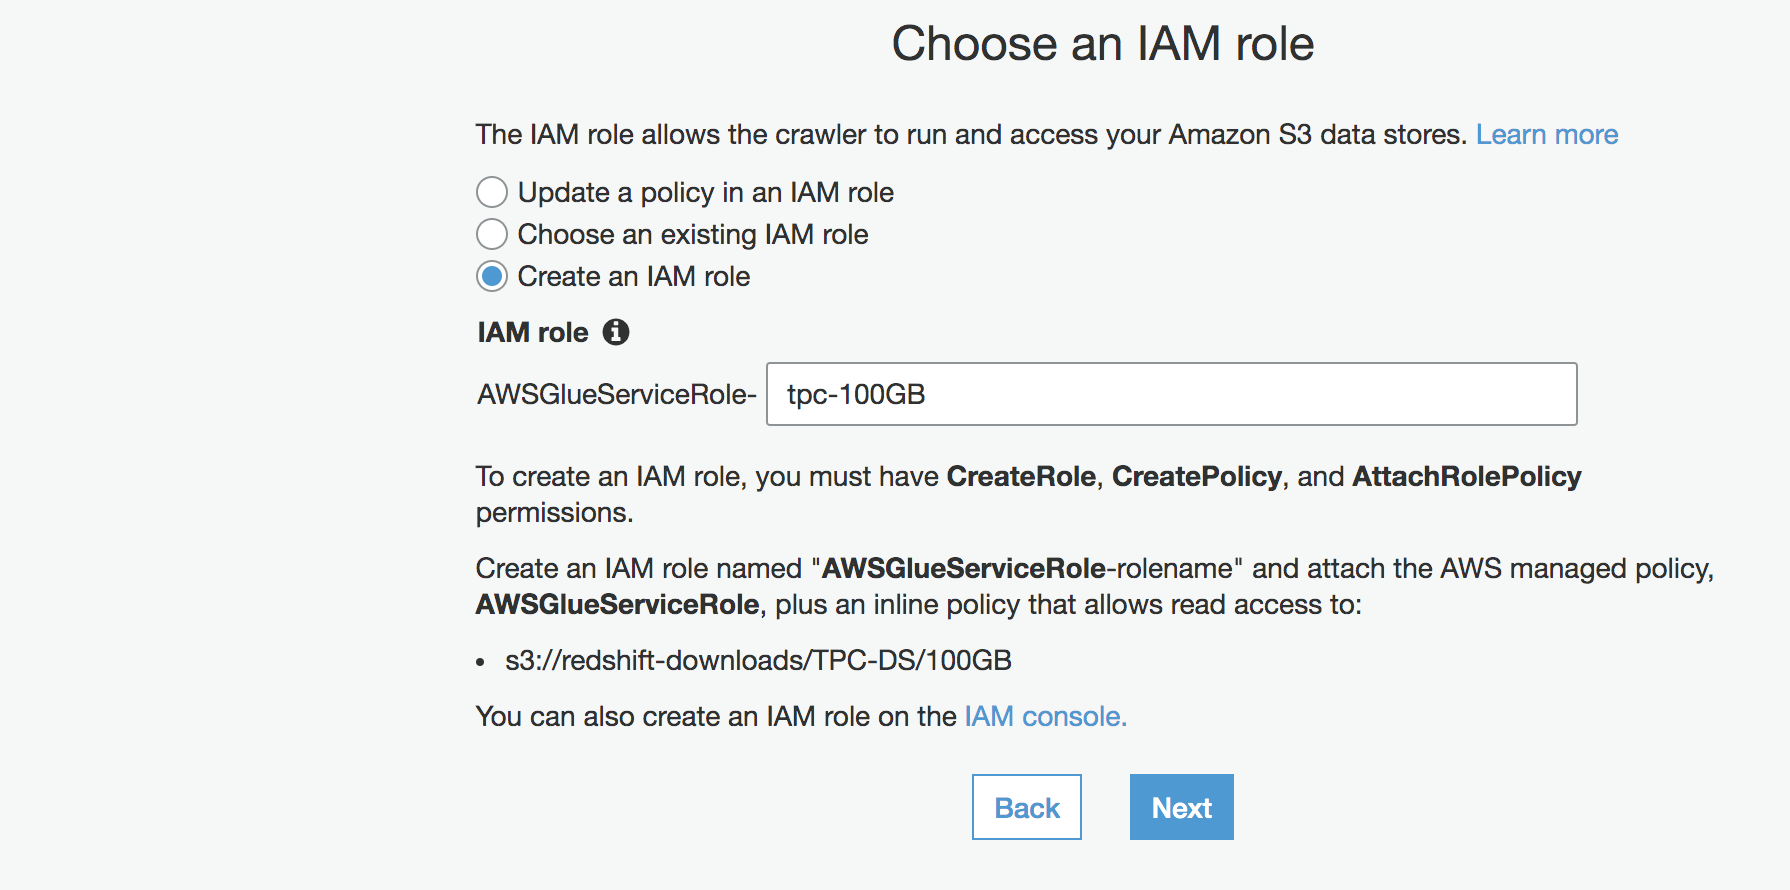 Choose an IAM role
The IAM role allows the crawler to run and access your Amazon S3 data stores. Learn more
Update a policy in an IAM role
Choose an existing IAM role
Create an IAM role
IAM role
AWSGlueServiceRole- tpc-100GB
To create an IAM role, you must have CreateRole, CreatePolicy, and AttachRolePolicy
permissions.
Create an IAM role named "AWSGlueServiceRole-rolename" and attach the AWS managed policy,
AWSGlueServiceRole, plus an inline policy that allows read access to:
• s3://redshift-downloads/TPC-DS/100GB
You can also create an IAM role on the IAM console.
Back Next